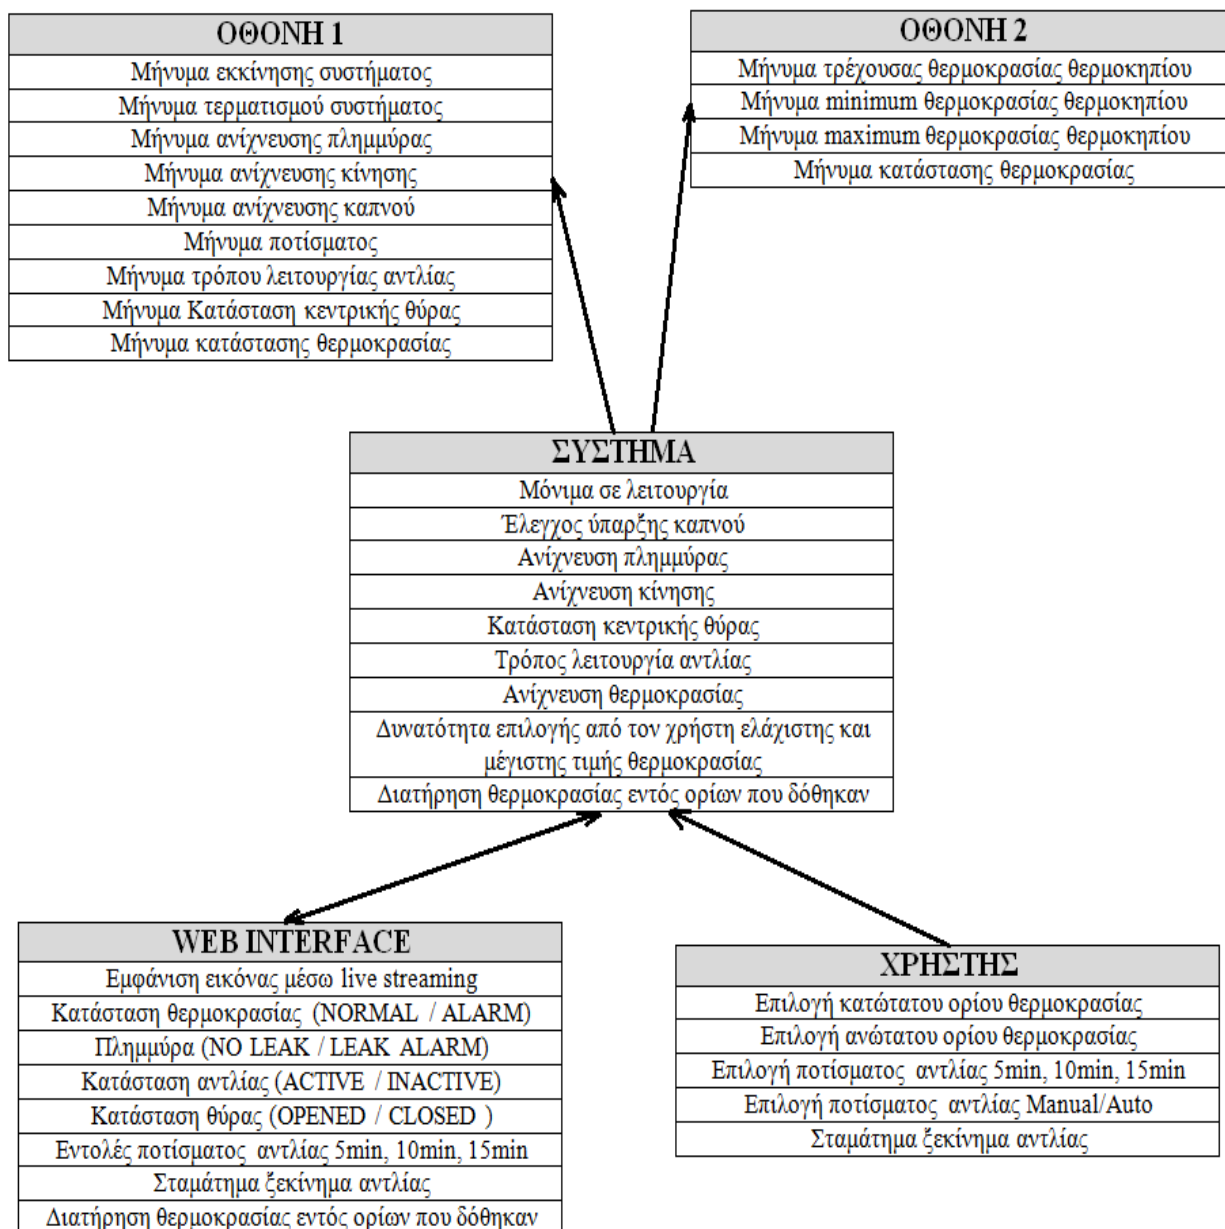 ΟΘΟΝΗ 1
Μήνυμα εκκίνησης συστήματος
Μήνυμα τερματισμού συστήματος
Μήνυμα ανίχνευσης πλημμύρας
Μήνυμα ανίχνευσης κίνησης
Μήνυμα ανίχνευσης καπνού
Μήνυμα ποτίσματος
Μήνυμα τρόπου λειτουργίας αντλίας
Μήνυμα Κατάσταση κεντρικής θύρας
Μήνυμα κατάστασης θερμοκρασίας
ΟΘΟΝΗ 2
Μήνυμα τρέχουσας θερμοκρασίας θερμοκηπίου
Μήνυμα minimum θερμοκρασίας θερμοκηπίου
Μήνυμα maximum θερμοκρασίας θερμοκηπίου
Μήνυμα κατάστασης θερμοκρασίας
ΣΥΣΤΗΜΑ
Μόνιμα σε λειτουργία
Έλεγχος ύπαρξης καπνού
Ανίχνευση πλημμύρας
Ανίχνευση κίνησης
Κατάσταση κεντρικής θύρας
Τρόπος λειτουργία αντλίας
Ανίχνευση θερμοκρασίας
Δυνατότητα επιλογής από τον χρήστη ελάχιστης και
μέγιστης τιμής θερμοκρασίας
Διατήρηση θερμοκρασίας εντός ορίων που δόθηκαν
WEB INTERFACE
Εμφάνιση εικόνας μέσω live streaming
Κατάσταση θερμοκρασίας (NORMAL / ALARM)
Πλημμύρα (NO LEAK / LEAK ALARM)
Κατάσταση αντλίας (ACTIVE / INACTIVE)
Κατάσταση θύρας (OPENED / CLOSED )
Εντολές ποτίσματος αντλίας 5min, 10min, 15min
Σταμάτημα ξεκίνημα αντλίας
Διατήρηση θερμοκρασίας εντός ορίων που δόθηκαν
ΧΡΗΣΤΗΣ
Επιλογή κατώτατου ορίου θερμοκρασίας
Επιλογή ανώτατου ορίου θερμοκρασίας
Επιλογή ποτίσματος αντλίας 5min, 10min, 15min
Επιλογή ποτίσματος αντλίας Manual/Auto
Σταμάτημα ξεκίνημα αντλίας